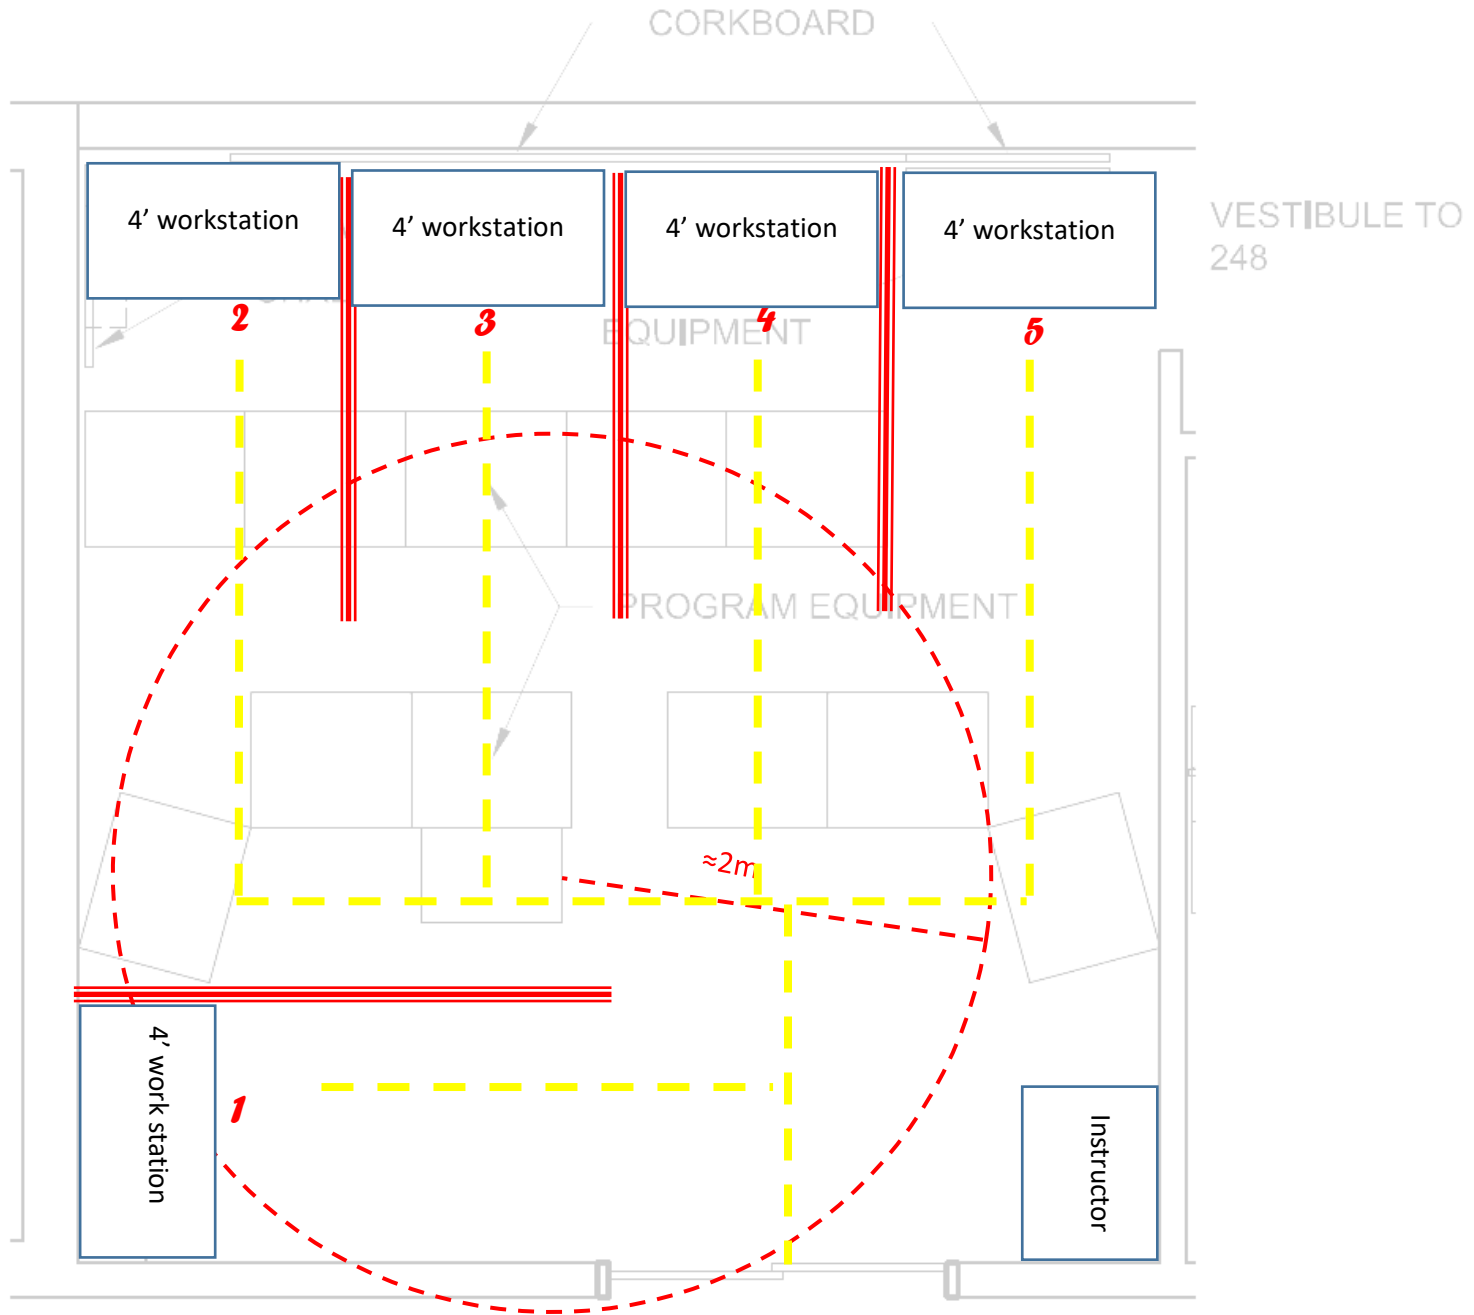 CORKBOARD
4’ workstation
4’ workstation
4’ workstation
4’ workstation
VESTIBULE TO
248
2
3
4
5
EQUIPMENT
PROGRAM EQUIPMENT
≈2m
4’ work station
1
Instructor